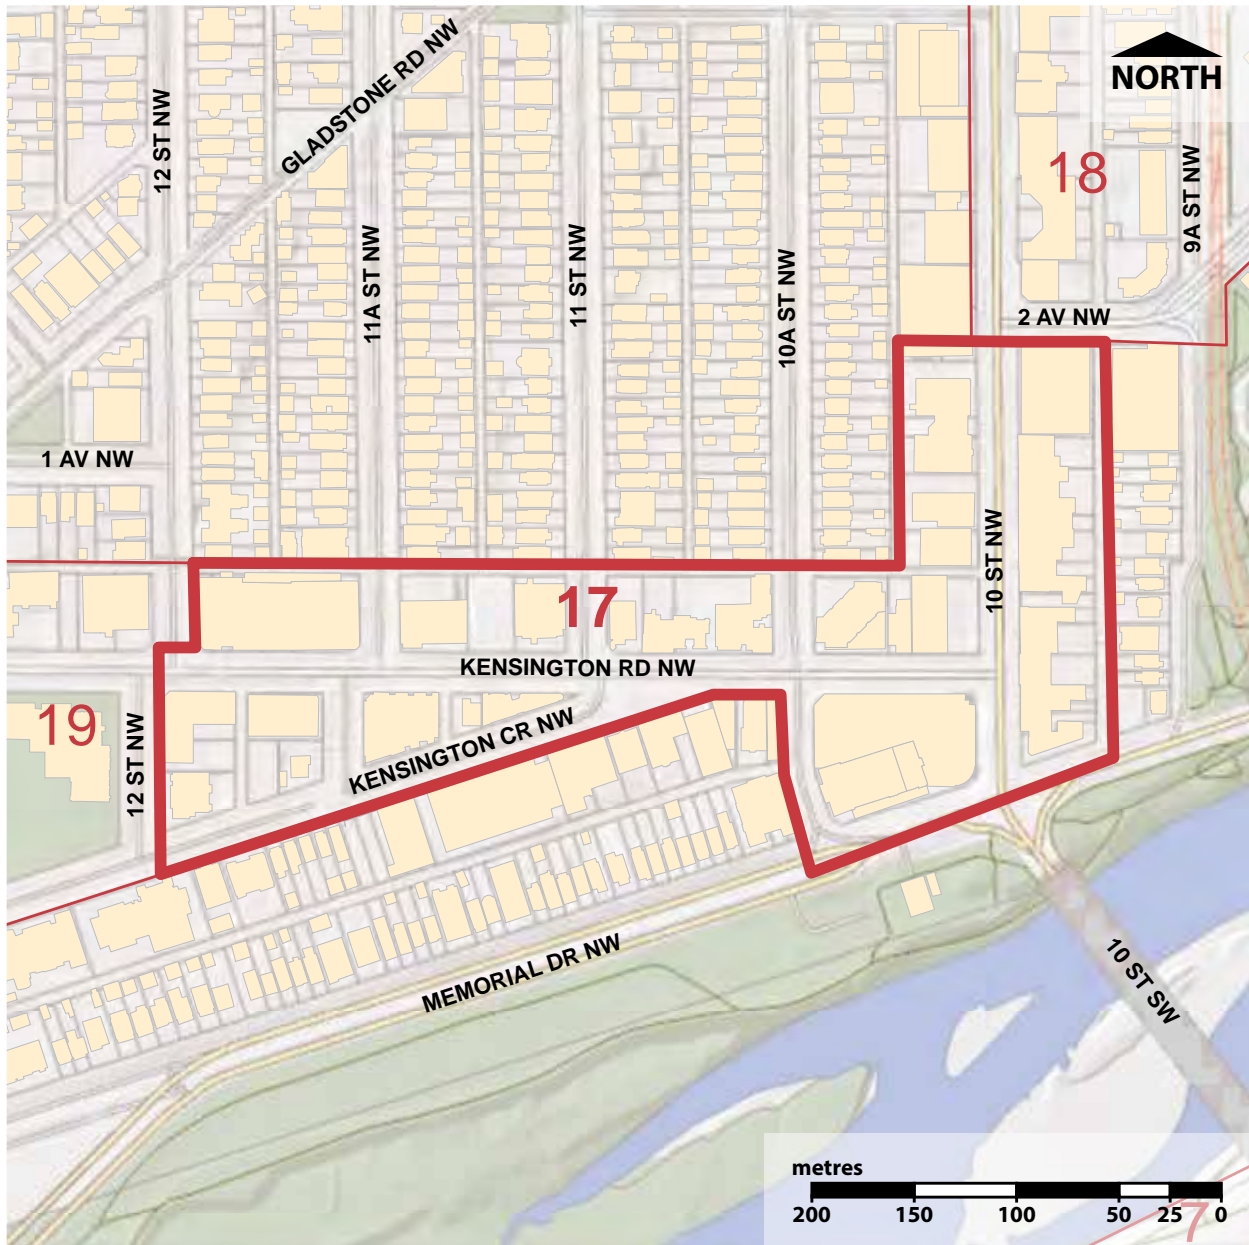 GLADSTONE RD NW
NORTH
12 ST NW
18
9A ST NW
11A ST NW
11 ST NW
10A ST NW
2 AV NW
1 AV NW
10 ST NW
17
KENSINGTON RD NW
19
12 ST NW
KENSINGTON CR NW
MEMORIAL DR NW
10 ST SW
metres
200 150 100 50 25 0
7